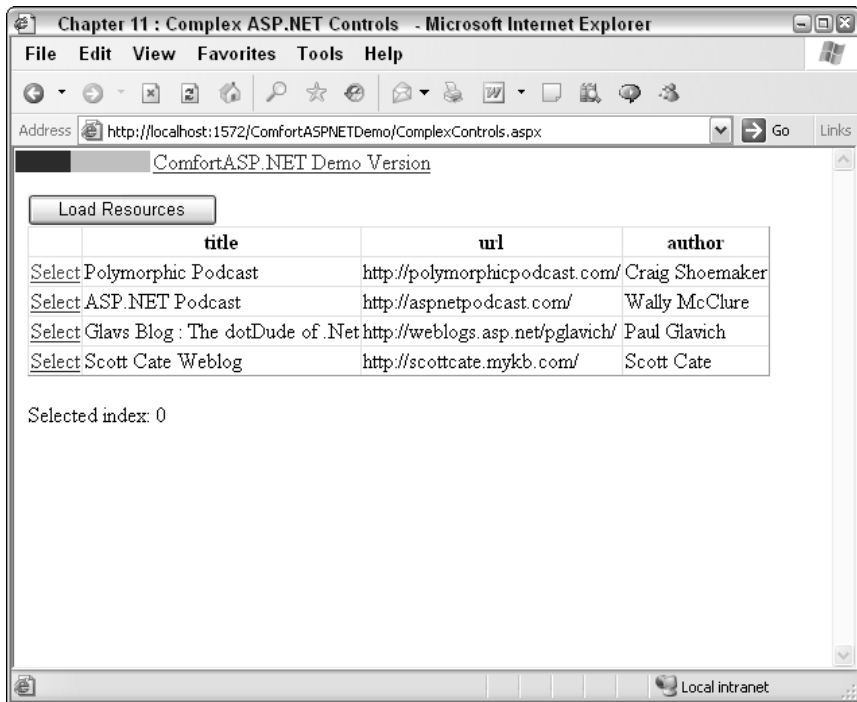 Chapter 11 : Complex ASP.NET Controls - Microsoft Internet Explorer
File Edit View Favorites Tools Help
W
Address http://localhost:1572/ComfortASPNETDemo/ComplexControls.aspx Go Links
ComfortASP.NET Demo Version
Load Resources
title url author
Select Polymorphic Podcast http://polymorphicpodcast.com/ Craig Shoemaker
Select ASP.NET Podcast http://aspnetpodcast.com/ Wally McClure
Select Glavs Blog : The dotDude of .Net http://weblogs.asp.net/pglavich/ Paul Glavich
Select Scott Cate Weblog http://scottcate.mykb.com/ Scott Cate
Selected index: 0
Local intranet